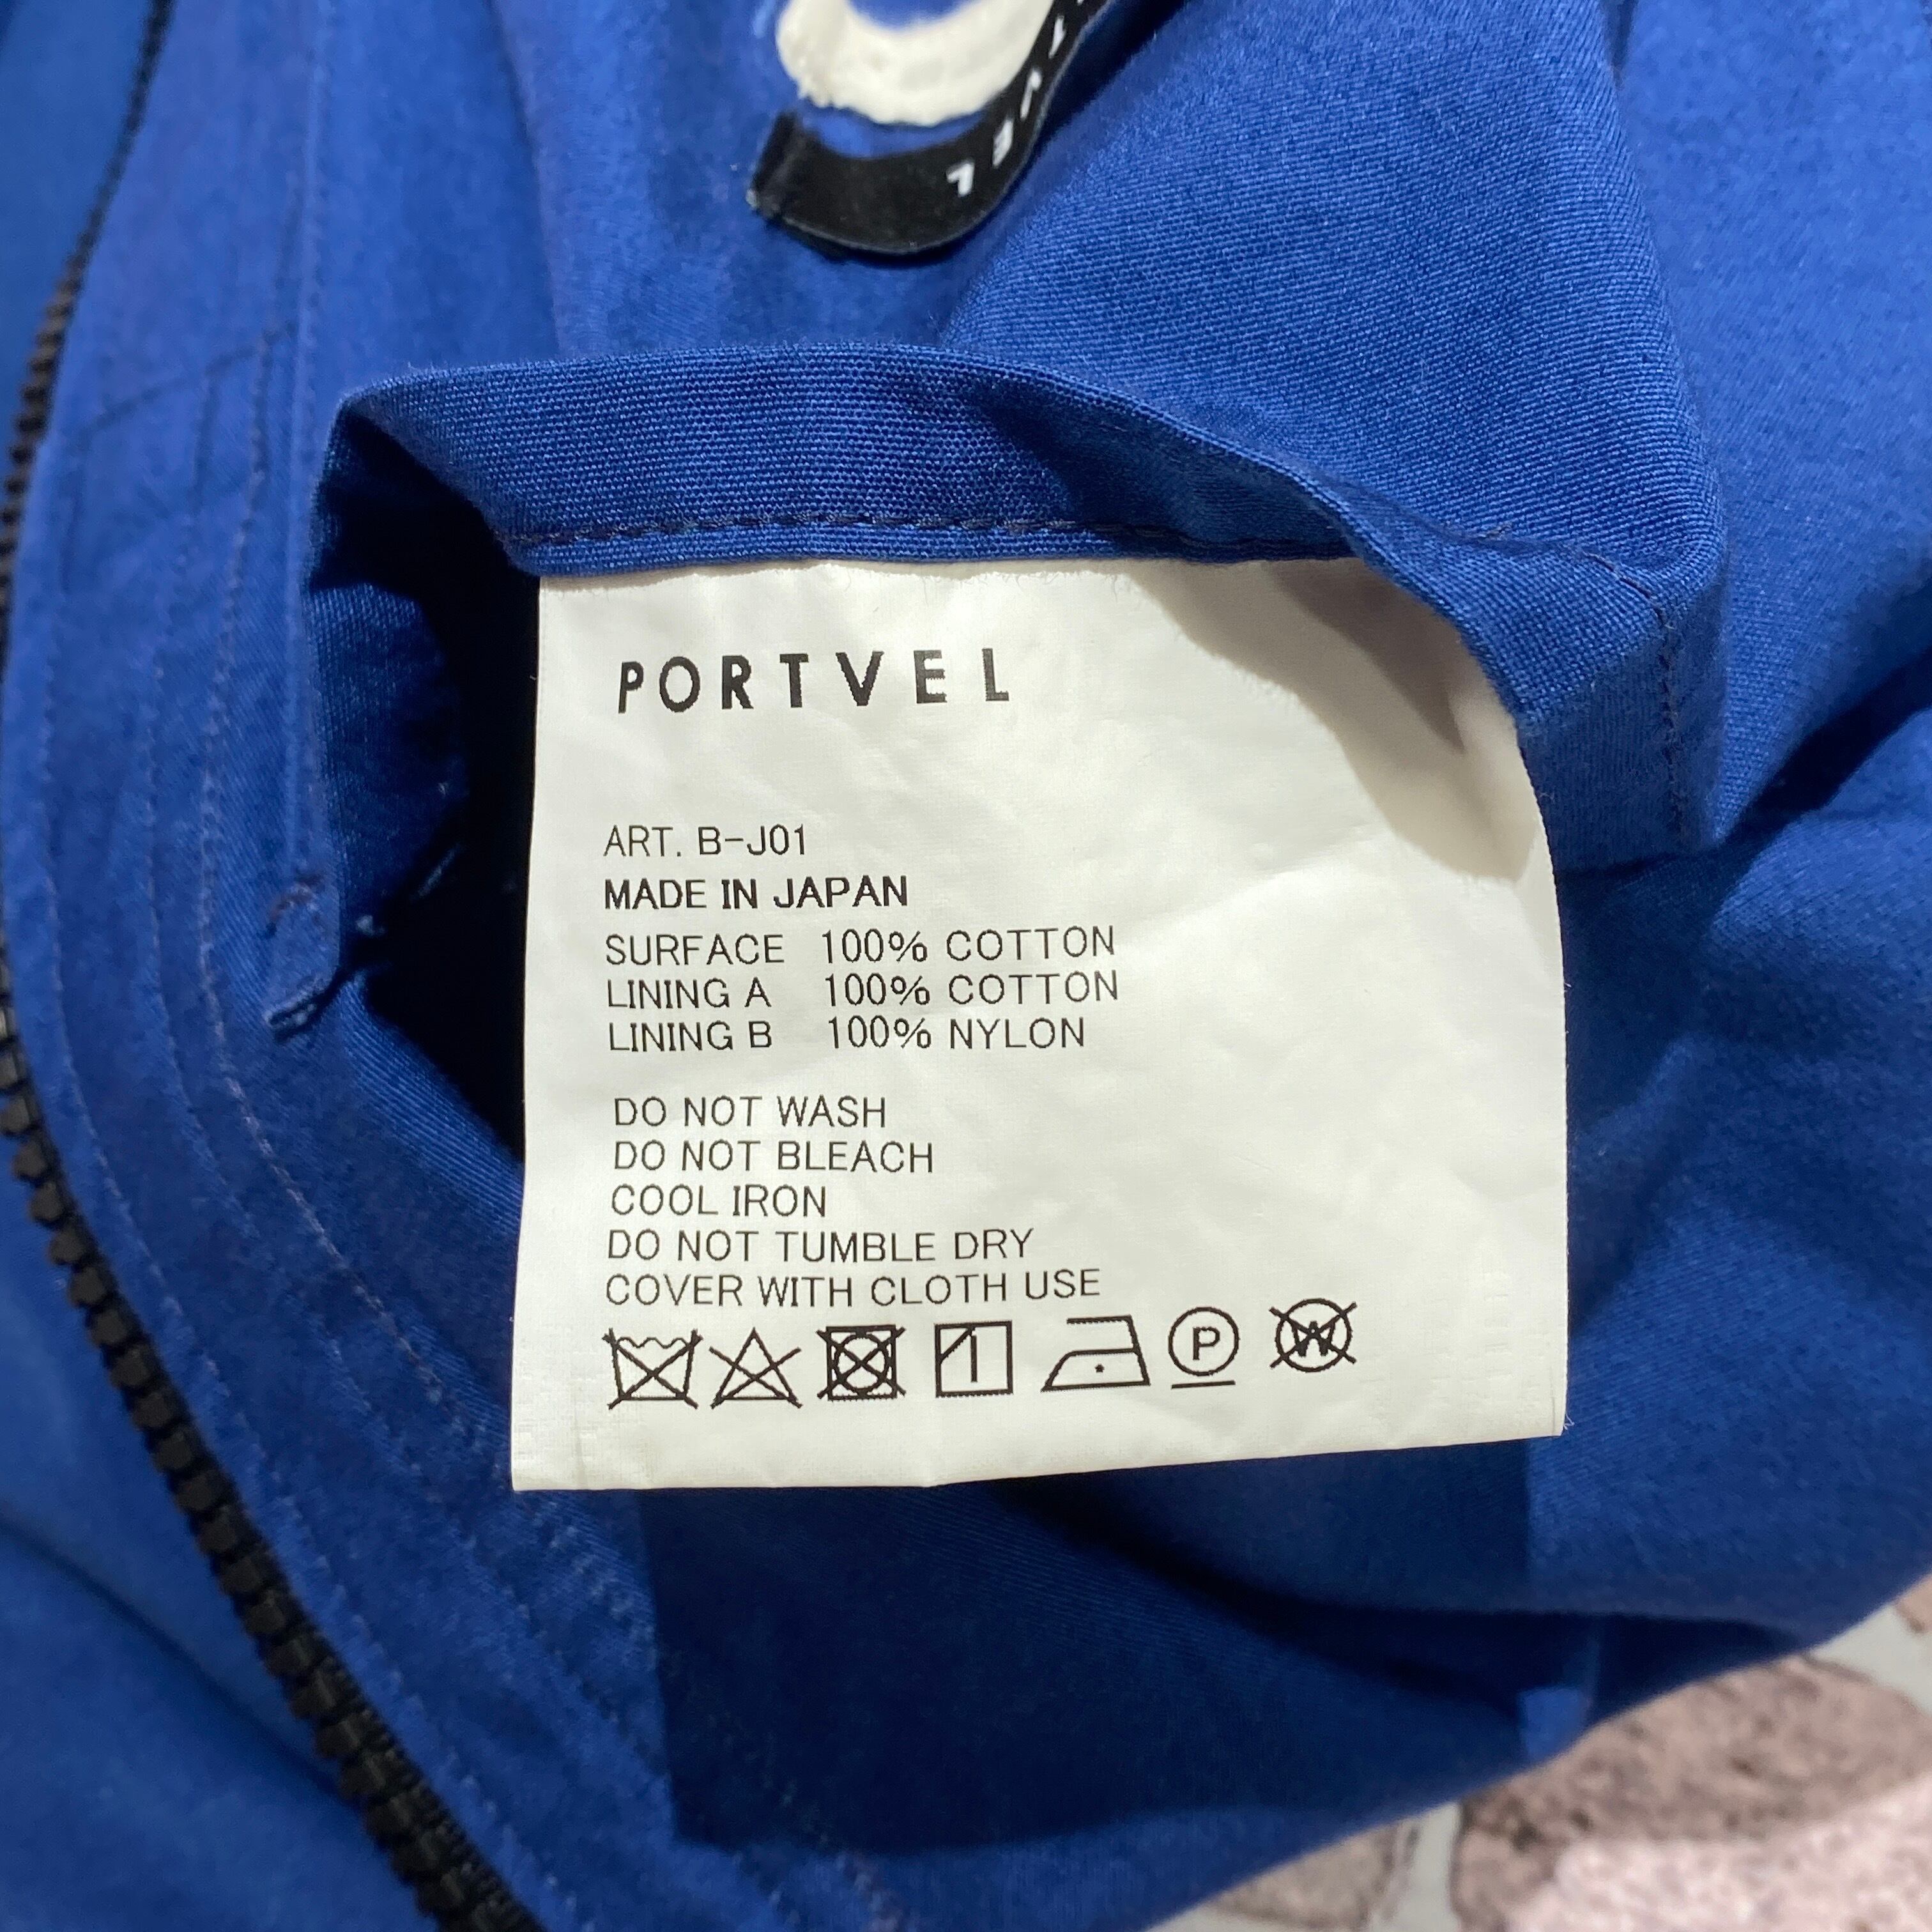 TVEL
PORTVEL
ART. B-J01
MADE IN JAPAN
SURFACE 100% COTTON
LINING A 100% COTTON
LINING B 100% NYLON
DO NOT WASH
DO NOT BLEACH
COOL IRON
DO NOT TUMBLE DRY
COVER WITH CLOTH USE
P W